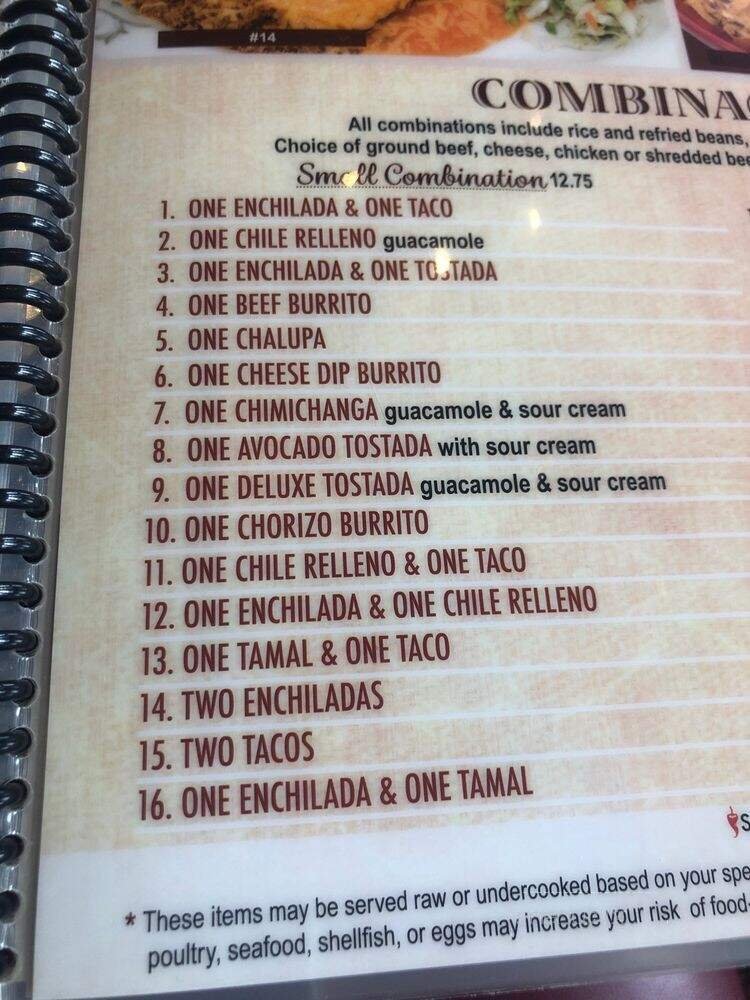 #14
COMBINA
All combinations include rice and refried beans,
Choice of ground beef, cheese, chicken or shredded bee
Small Combination 12.75
1. ONE ENCHILADA & ONE TACO
2. ONE CHILE RELLENO guacamole
3. ONE ENCHILADA & ONE TOSTADA
4. ONE BEEF BURRITO
5. ONE CHALUPA
6. ONE CHEESE DIP BURRITO
7. ONE CHIMICHANGA guacamole & sour cream
8. ONE AVOCADO TOSTADA with sour cream
9. ONE DELUXE TOSTADA guacamole & sour cream
10. ONE CHORIZO BURRITO
11. ONE CHILE RELLENO & ONE TACO
12. ONE ENCHILADA & ONE CHILE RELLENO
13. ONE TAMAL & ONE TACO
14. TWO ENCHILADAS
15. TWO TACOS
16. ONE ENCHILADA & ONE TAMAL
S
* These items may be served raw or undercooked based on your spe
poultry, seafood, shellfish, or eggs may increase your risk of food-